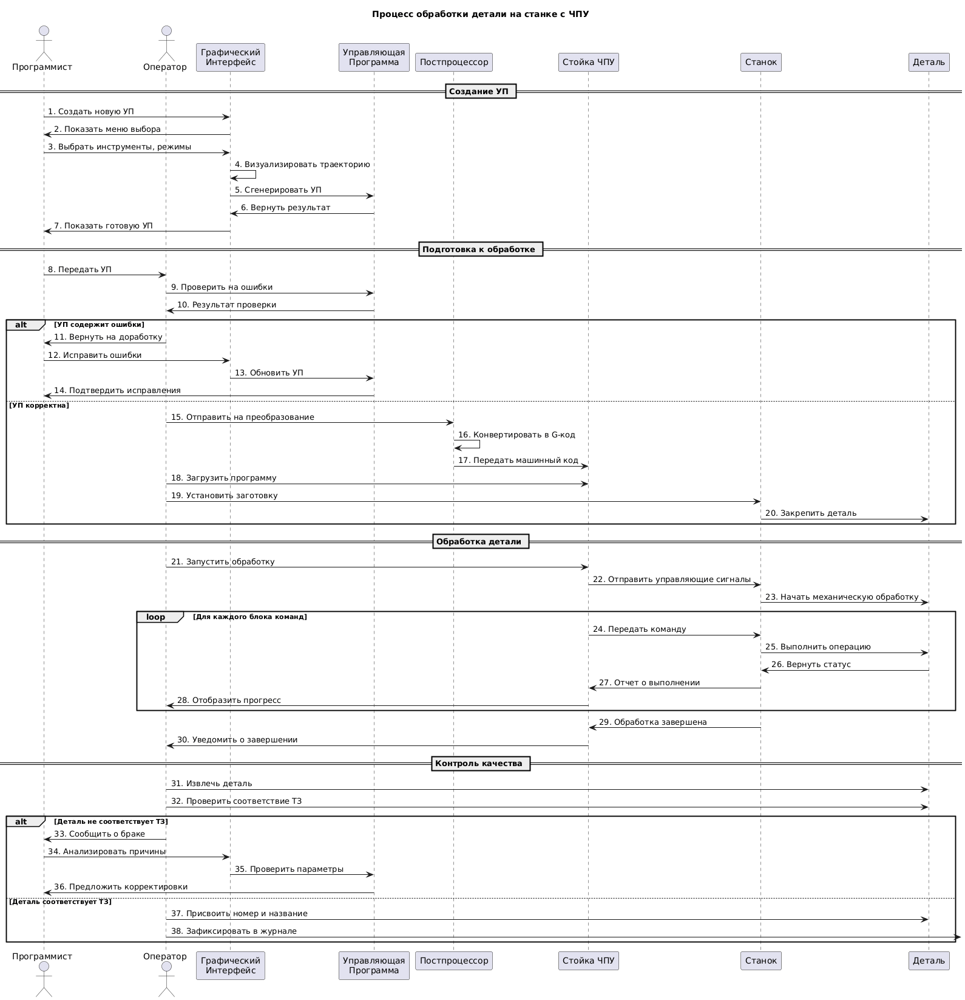 Процесс обработки детали на станке с ЧПУ
Программист
Оператор
Графический
Интерфейс
Управляющая
Программа
Постпроцессор
Стойка ЧПУ
Станок
Деталь
Создание УП
1. Создать новую УП
2. Показать меню выбора
3. Выбрать инструменты, режимы
4. Визуализировать траекторию
5. Сгенерировать УП
6. Вернуть результат
7. Показать готовую УП
Подготовка к обработке
8. Передать УП
9. Проверить на ошибки
10. Результат проверки
alt [УП содержит ошибки]
11. Вернуть на доработку
12. Исправить ошибки
13. Обновить УП
14. Подтвердить исправления
[УП корректна]
15. Отправить на преобразование
16. Конвертировать в G-код
17. Передать машинный код
18. Загрузить программу
19. Установить заготовку
20. Закрепить деталь
Обработка детали
21. Запустить обработку
22. Отправить управляющие сигналы
23. Начать механическую обработку
loop [Для каждого блока команд]
24. Передать команду
25. Выполнить операцию
26. Вернуть статус
27. Отчет о выполнении
28. Отобразить прогресс
29. Обработка завершена
30. Уведомить о завершении
Контроль качества
31. Извлечь деталь
32. Проверить соответствие ТЗ
alt [Деталь не соответствует ТЗ]
33. Сообщить о браке
34. Анализировать причины
35. Проверить параметры
36. Предложить корректировки
[Деталь соответствует ТЗ]
37. Присвоить номер и название
38. Зафиксировать в журнале
Программист
Оператор
Графический
Интерфейс
Управляющая
Программа
Постпроцессор
Стойка ЧПУ
Станок
Деталь